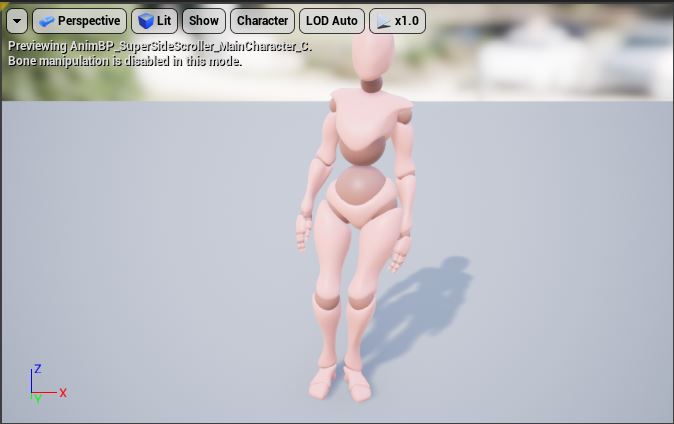 Perspective Lit Show Character LOD Auto x1.0
Previewing AnimBP_SuperSideScroller_MainCharacter_C.
Bone manipulation is disabled in this mode.
Z
X
Y